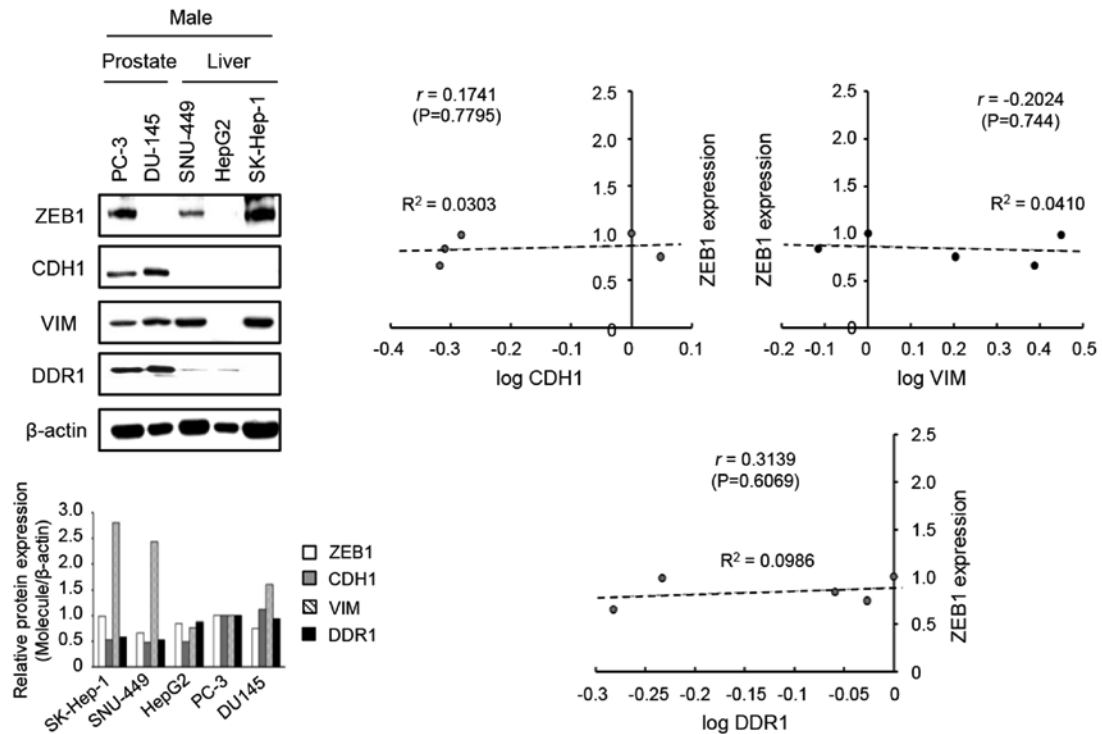 Male
Prostate Liver
PC-3
DU-145
SNU-449
HepG2
SK-Hep-1
ZEB1
CDH1
VIM
DDR1
β-actin
Relative protein expression
(Molecule/β-actin)
3.0
2.5
2.0
1.5
1.0
0.5
0
SK-Hep-1
SNU-449
HepG2
PC-3
DU145
ZEB1
CDH1
VIM
DDR1
r = 0.1741
(P=0.7795)
R² = 0.0303
2.5
2.0
1.5
1.0
0.5
0
ZEB1 expression
-0.4 -0.3 -0.2 -0.1 0 0.1
log CDH1
r = -0.2024
(P=0.744)
R² = 0.0410
ZEB1 expression
2.5
2.0
1.5
1.0
0.5
0
-0.2 -0.1 0 0.1 0.2 0.3 0.4 0.5
log VIM
r = 0.3139
(P=0.6069)
R² = 0.0986
2.5
2.0
1.5
1.0
0.5
0
ZEB1 expression
-0.3 -0.25 -0.2 -0.15 -0.1 -0.05 0
log DDR1